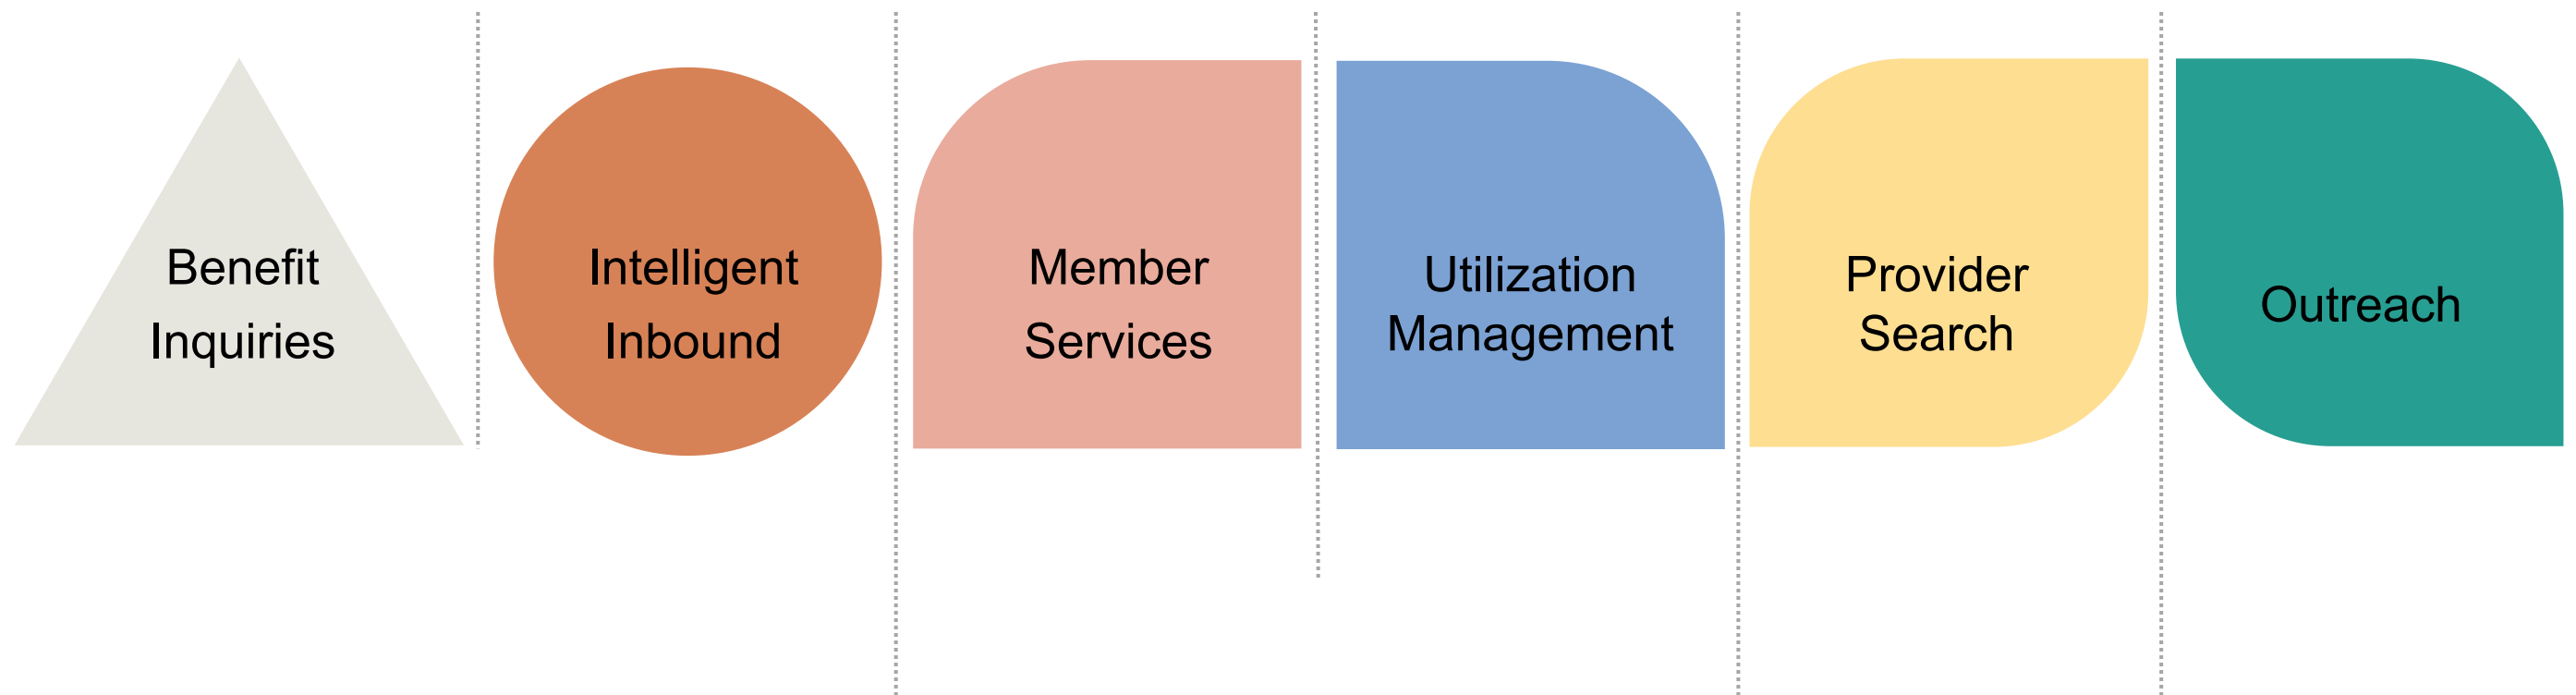 Benefit
Inquiries
Intelligent
Inbound
Member
Services
Utilization
Management
Provider
Search
Outreach